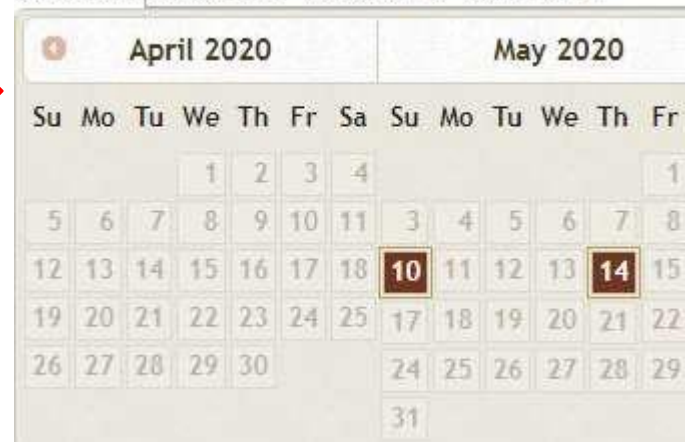 April 2020 May 2020
Su Mo Tu We Th Fr Sa Su Mo Tu We Th Fr
1 2 3 4 1
5 6 7 8 9 10 11 3 4 5 6 7 8
12 13 14 15 16 17 18 10 11 12 13 14 15
19 20 21 22 23 24 25 17 18 19 20 21 22
26 27 28 29 30 24 25 26 27 28 29
31